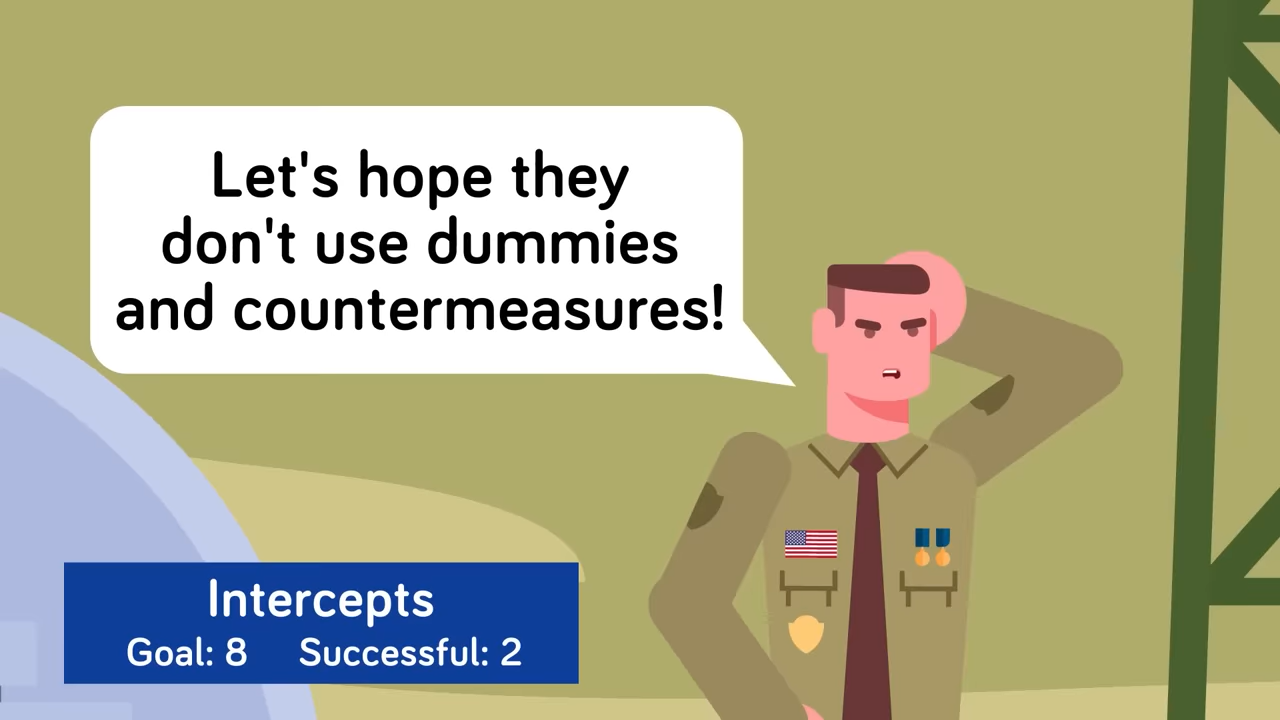 Let's hope they
don't use dummies
and countermeasures!
Intercepts
Goal: 8 Successful: 2